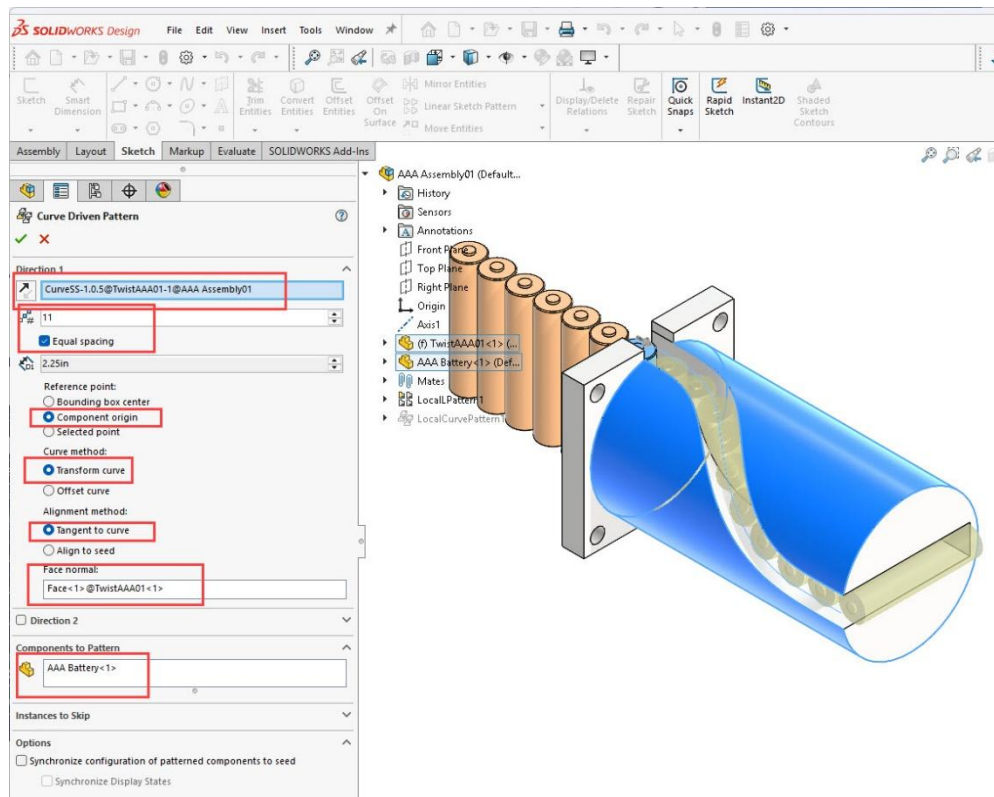 SOLIDWORKS Design File Edit View Insert Tools Window
Sketch Smart Dimension Trim Entities Convert Entities Offset Entities Offset On Surface Mirror Entities Linear Sketch Pattern Move Entities Display/Delete Relations Repair Sketch Quick Snaps Rapid Sketch Instant2D Shaded Sketch Contours
Assembly Layout Sketch Markup Evaluate SOLIDWORKS Add-Ins
Curve Driven Pattern
Direction 1
CurveSS-1.0.5@TwistAAA01-1@AAA Assembly01
11
Equal spacing
2.25in
Reference point:
Bounding box center
Component origin
Selected point
Curve method:
Transform curve
Offset curve
Alignment method:
Tangent to curve
Align to seed
Face normal:
Face<1>@TwistAAA01<1>
Direction 2
Components to Pattern
AAA Battery<1>
Instances to Skip
Options
Synchronize configuration of patterned components to seed
Synchronize Display States
AAA Assembly01 (Default...
History
Sensors
Annotations
Front Plane
Top Plane
Right Plane
Origin
Axis1
(f) TwistAAA01<1> (...
AAA Battery<1> (Def...
Mates
LocalLPattern1
LocalCurvePattern1